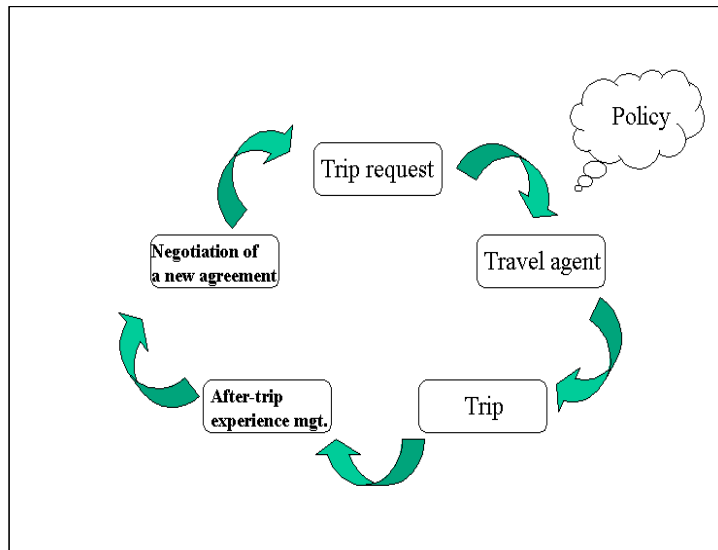 Policy
Trip request
Negotiation of
a new agreement
Travel agent
After-trip
experience mgt.
Trip